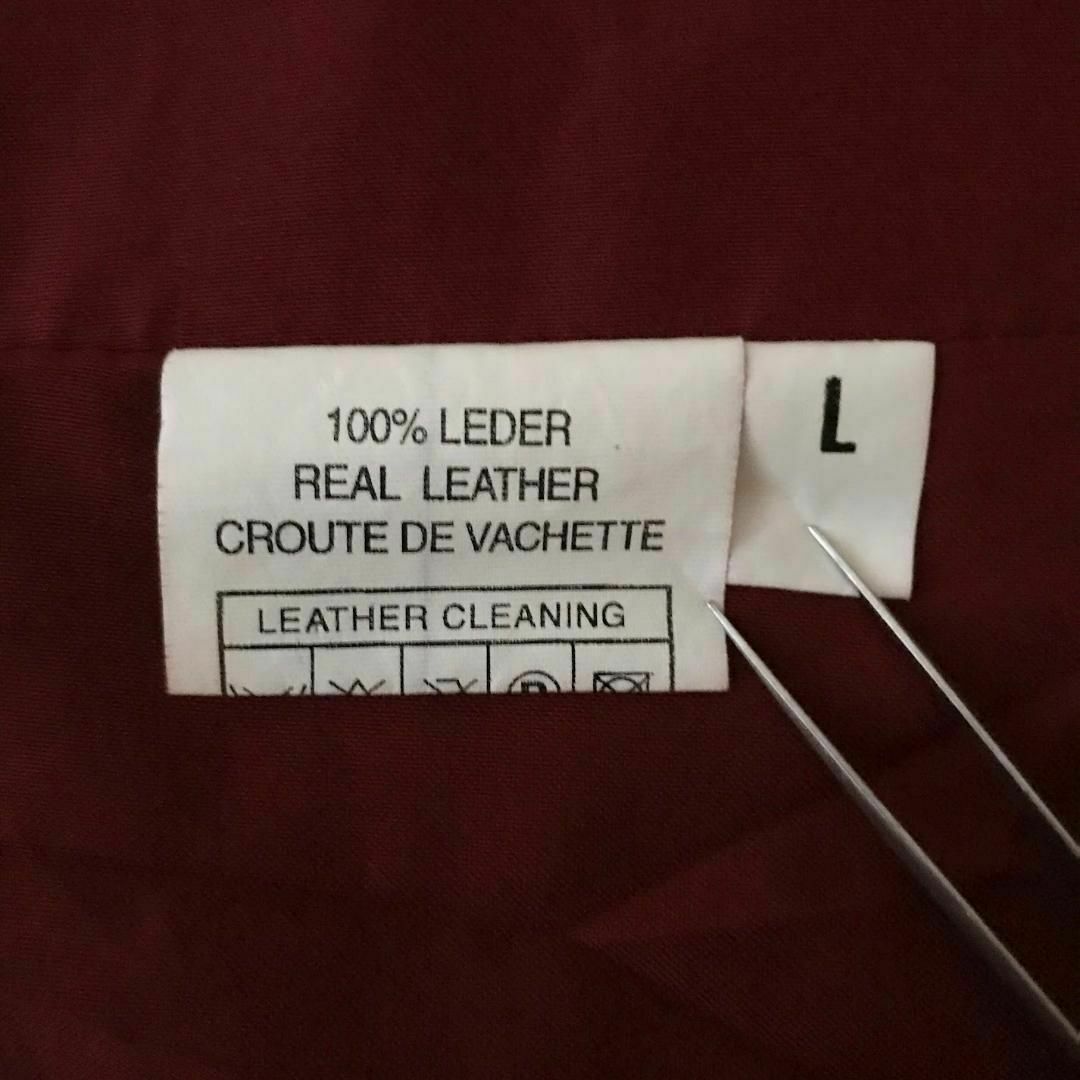 100% LEDER
REAL LEATHER
CROUTE DE VACHETTE
LEATHER CLEANING
L